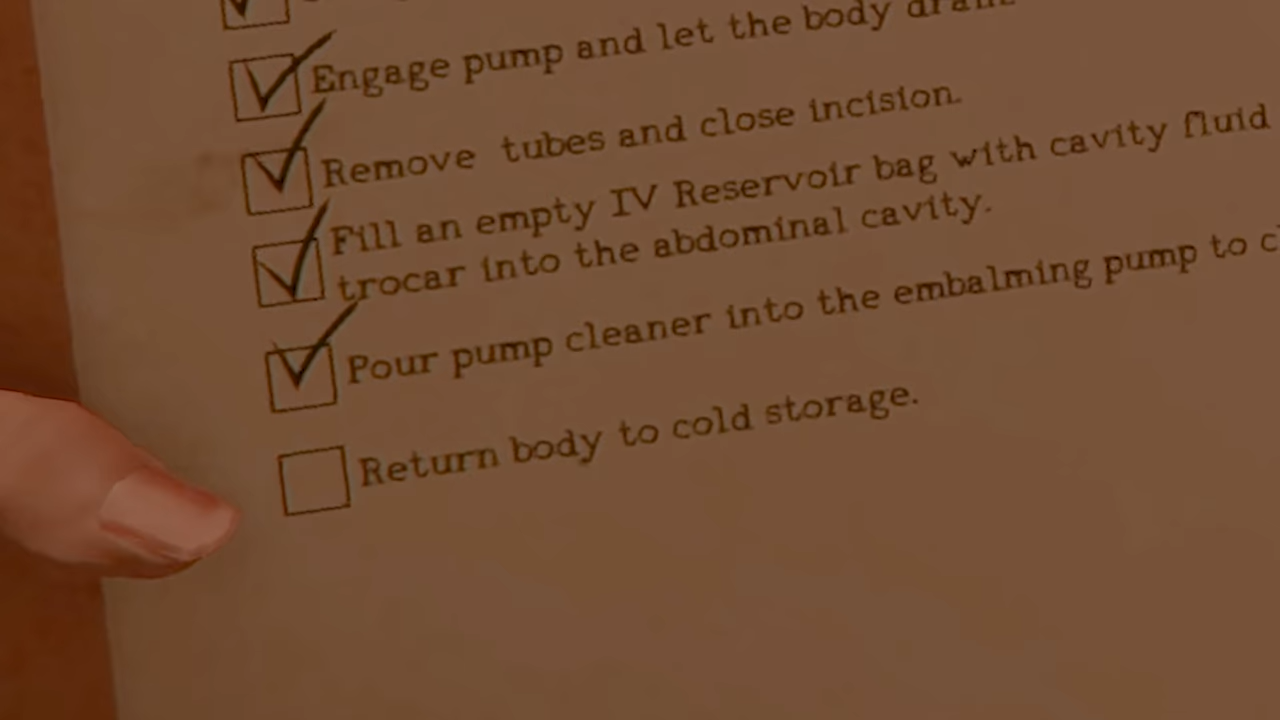 Engage pump and let the body drain
Remove tubes and close incision.
Fill an empty IV Reservoir bag with cavity fluid
trocar into the abdominal cavity.
Pour pump cleaner into the embalming pump to
Return body to cold storage.